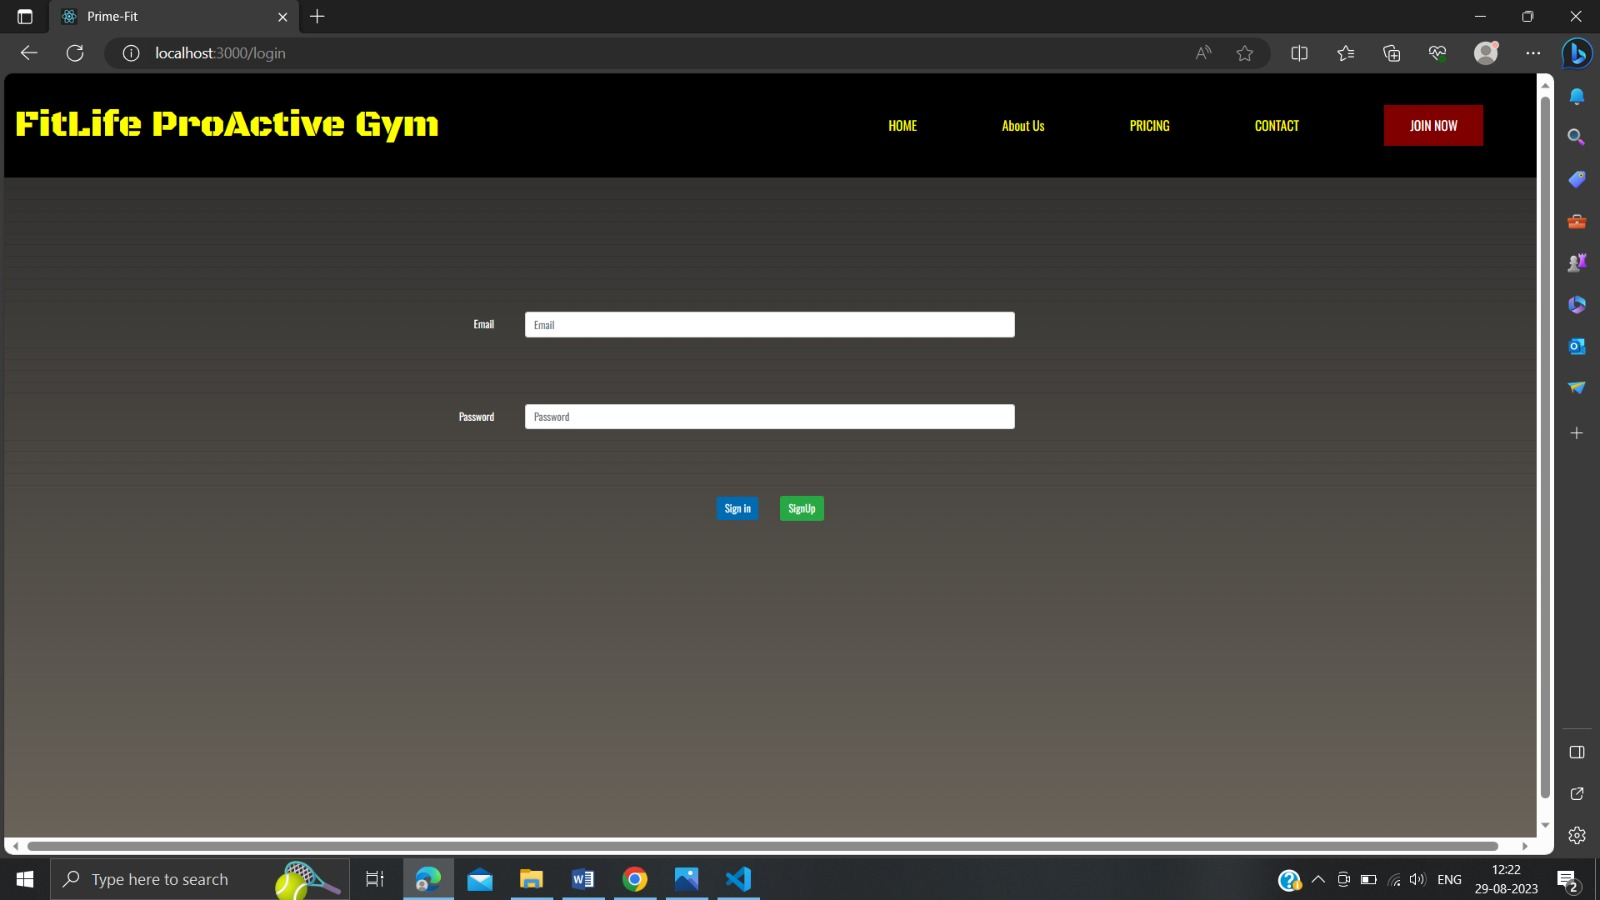 Prime-Fit
localhost:3000/login
FitLife ProActive Gym
HOME
About Us
PRICING
CONTACT
JOIN NOW
Email
Email
Password
Password
Sign in
SignUp
Type here to search
ENG
12:22
29-08-2023
2